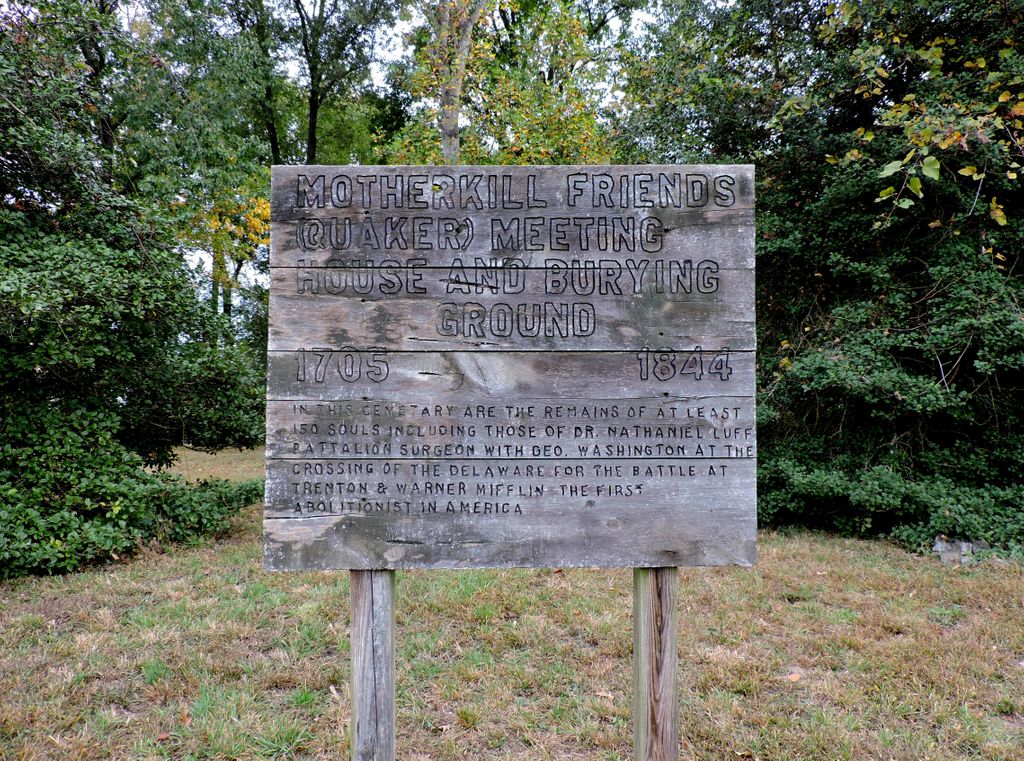 MOTHERKILL FRIENDS
(QUAKER) MEETING
HOUSE AND BURYING
GROUND
1705 1844
IN THIS CEMETARY ARE THE REMAINS OF AT LEAST
150 SOULS INCLUDING THOSE OF DR. NATHANIEL LUFF
BATTALION SURGEON WITH GEO. WASHINGTON AT THE
CROSSING OF THE DELAWARE FOR THE BATTLE AT
TRENTON & WARNER MIFFLIN THE FIRST
ABOLITIONIST IN AMERICA